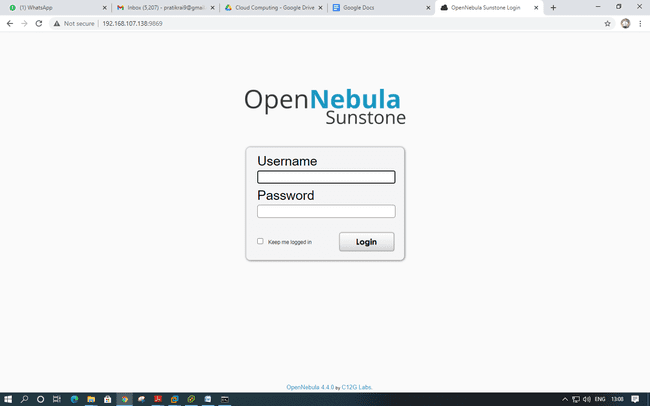 (1) WhatsApp
Inbox (5,207) - pratikrai9@gmai
Cloud Computing - Google Drive
Google Docs
OpenNebula Sunstone Login
Not secure
192.168.107.138:9869
OpenNebula
Sunstone
Username
Password
Keep me logged in
Login
OpenNebula 4.4.0 by C12G Labs.
ENG
13:08